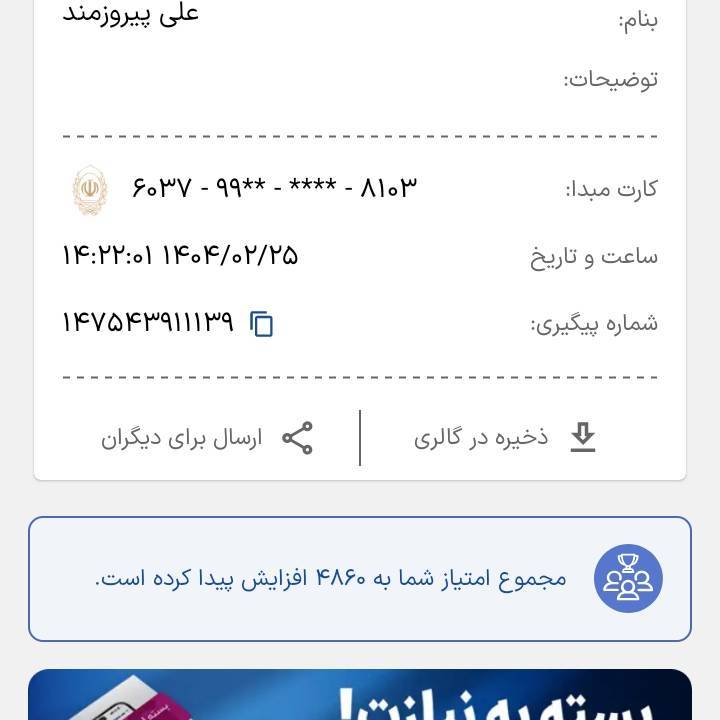 بنام: علی پیروزمند
توضیحات:
کارت مبدا: ۶۰۳۷ - ۹۹** - **** - ۸۱۰۳
ساعت و تاریخ ۱۴۰۴/۰۲/۲۵ ۱۴:۲۲:۰۱
شماره پیگیری: ۱۴۷۵۴۳۹۱۱۱۳۹
ذخیره در گالری
ارسال برای دیگران
مجموع امتیاز شما به ۴۸۶۰ افزایش پیدا کرده است.
بسته به نیازت!